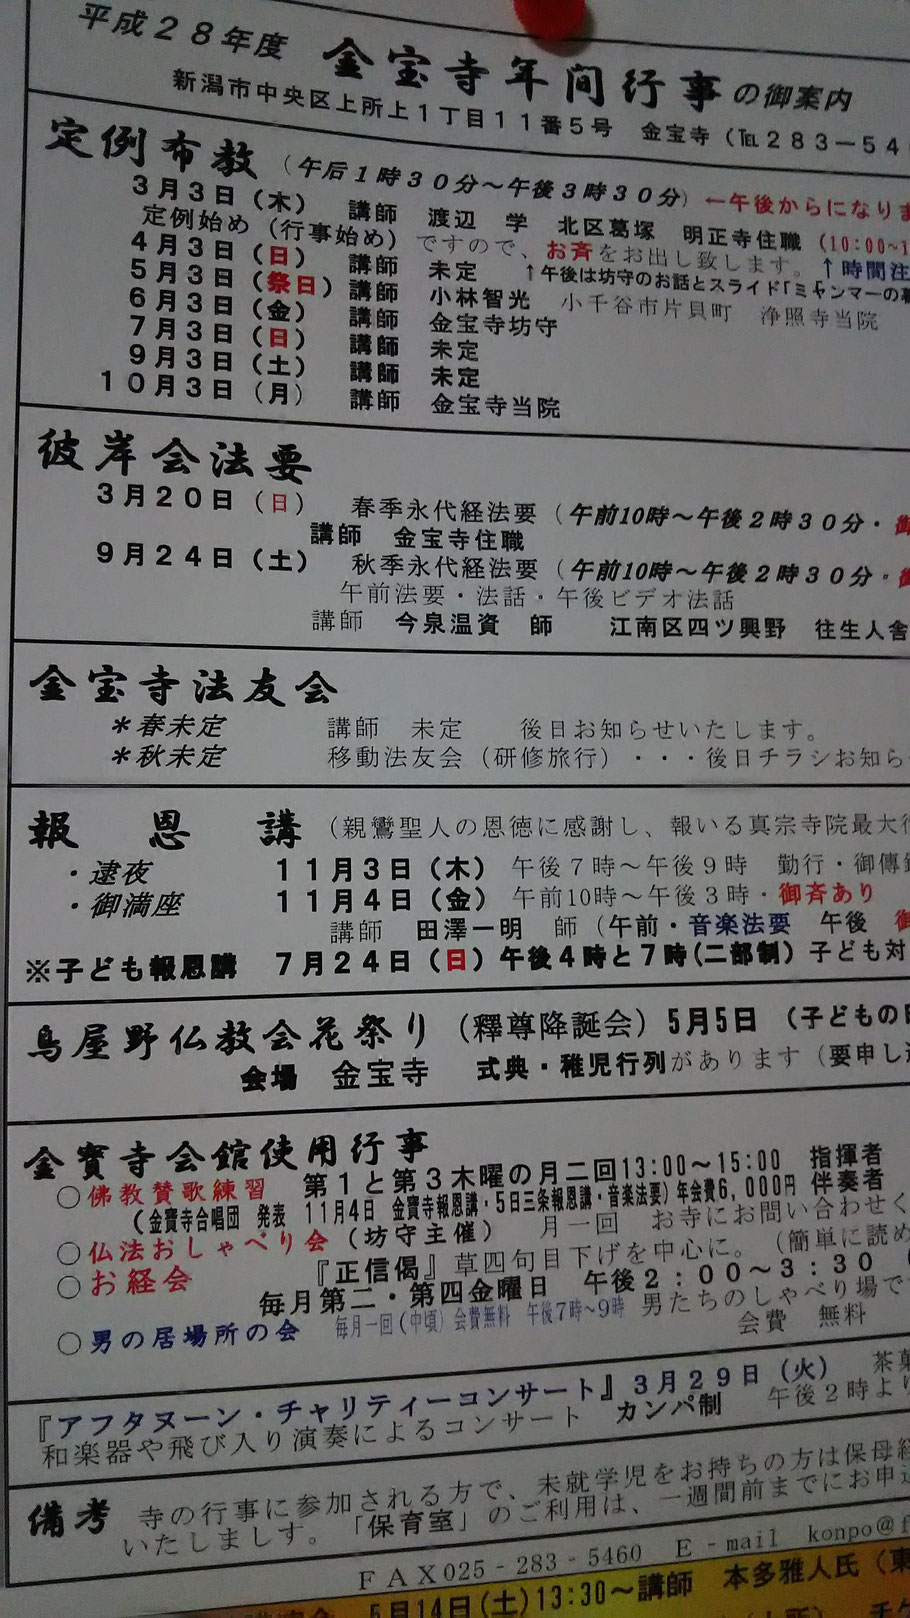 平成２８年度　金宝寺年間行事の御案内
新潟市中央区上所上１丁目１１番５号　金宝寺（℡２８３－５４
定例布教（午后１時３０分～午後３時３０分）←午後からになりま
３月３日（木）　講師　渡辺　学　北区葛塚　明正寺住職（10:00~1
定例始め（行事始め）ですので、お斉をお出し致します。↑時間注
４月３日（日）　講師　未定　↑午後は坊守のお話とスライド「ミャンマーの暮
５月３日（祭日）講師　小林智光　小千谷市片貝町　浄照寺当院
６月３日（金）　講師　金宝寺坊守
７月３日（日）　講師　未定
９月３日（土）　講師　未定
１０月３日（月）　講師　金宝寺当院
彼岸会法要
３月２０日（日）　春季永代経法要（午前10時～午後２時３０分・御
講師　金宝寺住職
９月２４日（土）　秋季永代経法要（午前10時～午後２時３０分・御
午前法要・法話・午後ビデオ法話
講師　今泉温資　師　　江南区四ツ興野　往生人舎
金宝寺法友会
＊春未定　　講師　未定　　後日お知らせいたします。
＊秋未定　　移動法友会（研修旅行）・・・後日チラシお知ら
報　恩　講（親鸞聖人の恩徳に感謝し、報いる真宗寺院最大行
・逮夜　　１１月３日（木）午後７時～午後９時　勤行・御傳鈔
・御満座　　１１月４日（金）午前10時～午後３時・御斉あり
講師　田澤一明　師（午前・音楽法要　午後　御
※子ども報恩講　７月２４日（日）午後４時と７時(二部制）子ども対
鳥屋野仏教会花祭り（釋尊降誕会）5月5日　（子どもの日
会場　金宝寺　　式典・稚児行列があります（要申し込
金寳寺会館使用行事
〇佛教賛歌練習　第１と第３木曜の月二回13:00～15:00　指揮者
（金寳寺合唱団　発表　11月4日　金寳寺報恩講・5日三条報恩講・音楽法要）年会費6,000円　伴奏者
〇仏法おしゃべり会（坊守主催）　月一回　お寺にお問い合わせく
〇お経会　　『正信偈』草四句目下げを中心に。（簡単に読め
毎月第二・第四金曜日　午後２：００～３：３０
〇男の居場所の会　毎月一回（中頃）会費無料　午後7時～9時　男たちのしゃべり場で
会費　無料
『アフタヌーン・チャリティーコンサート』３月２９日（火）　茶菓
和楽器や飛び入り演奏によるコンサート　カンパ制　午後２時より
備考　寺の行事に参加される方で、未就学児をお持ちの方は保母経
いたしましす。「保育室」のご利用は、一週間前までにお申込
ＦＡＸ025‐283‐5460　Ｅ‐mail　konpo@f
5月14日(土)13:30～講師　本多雅人氏（東